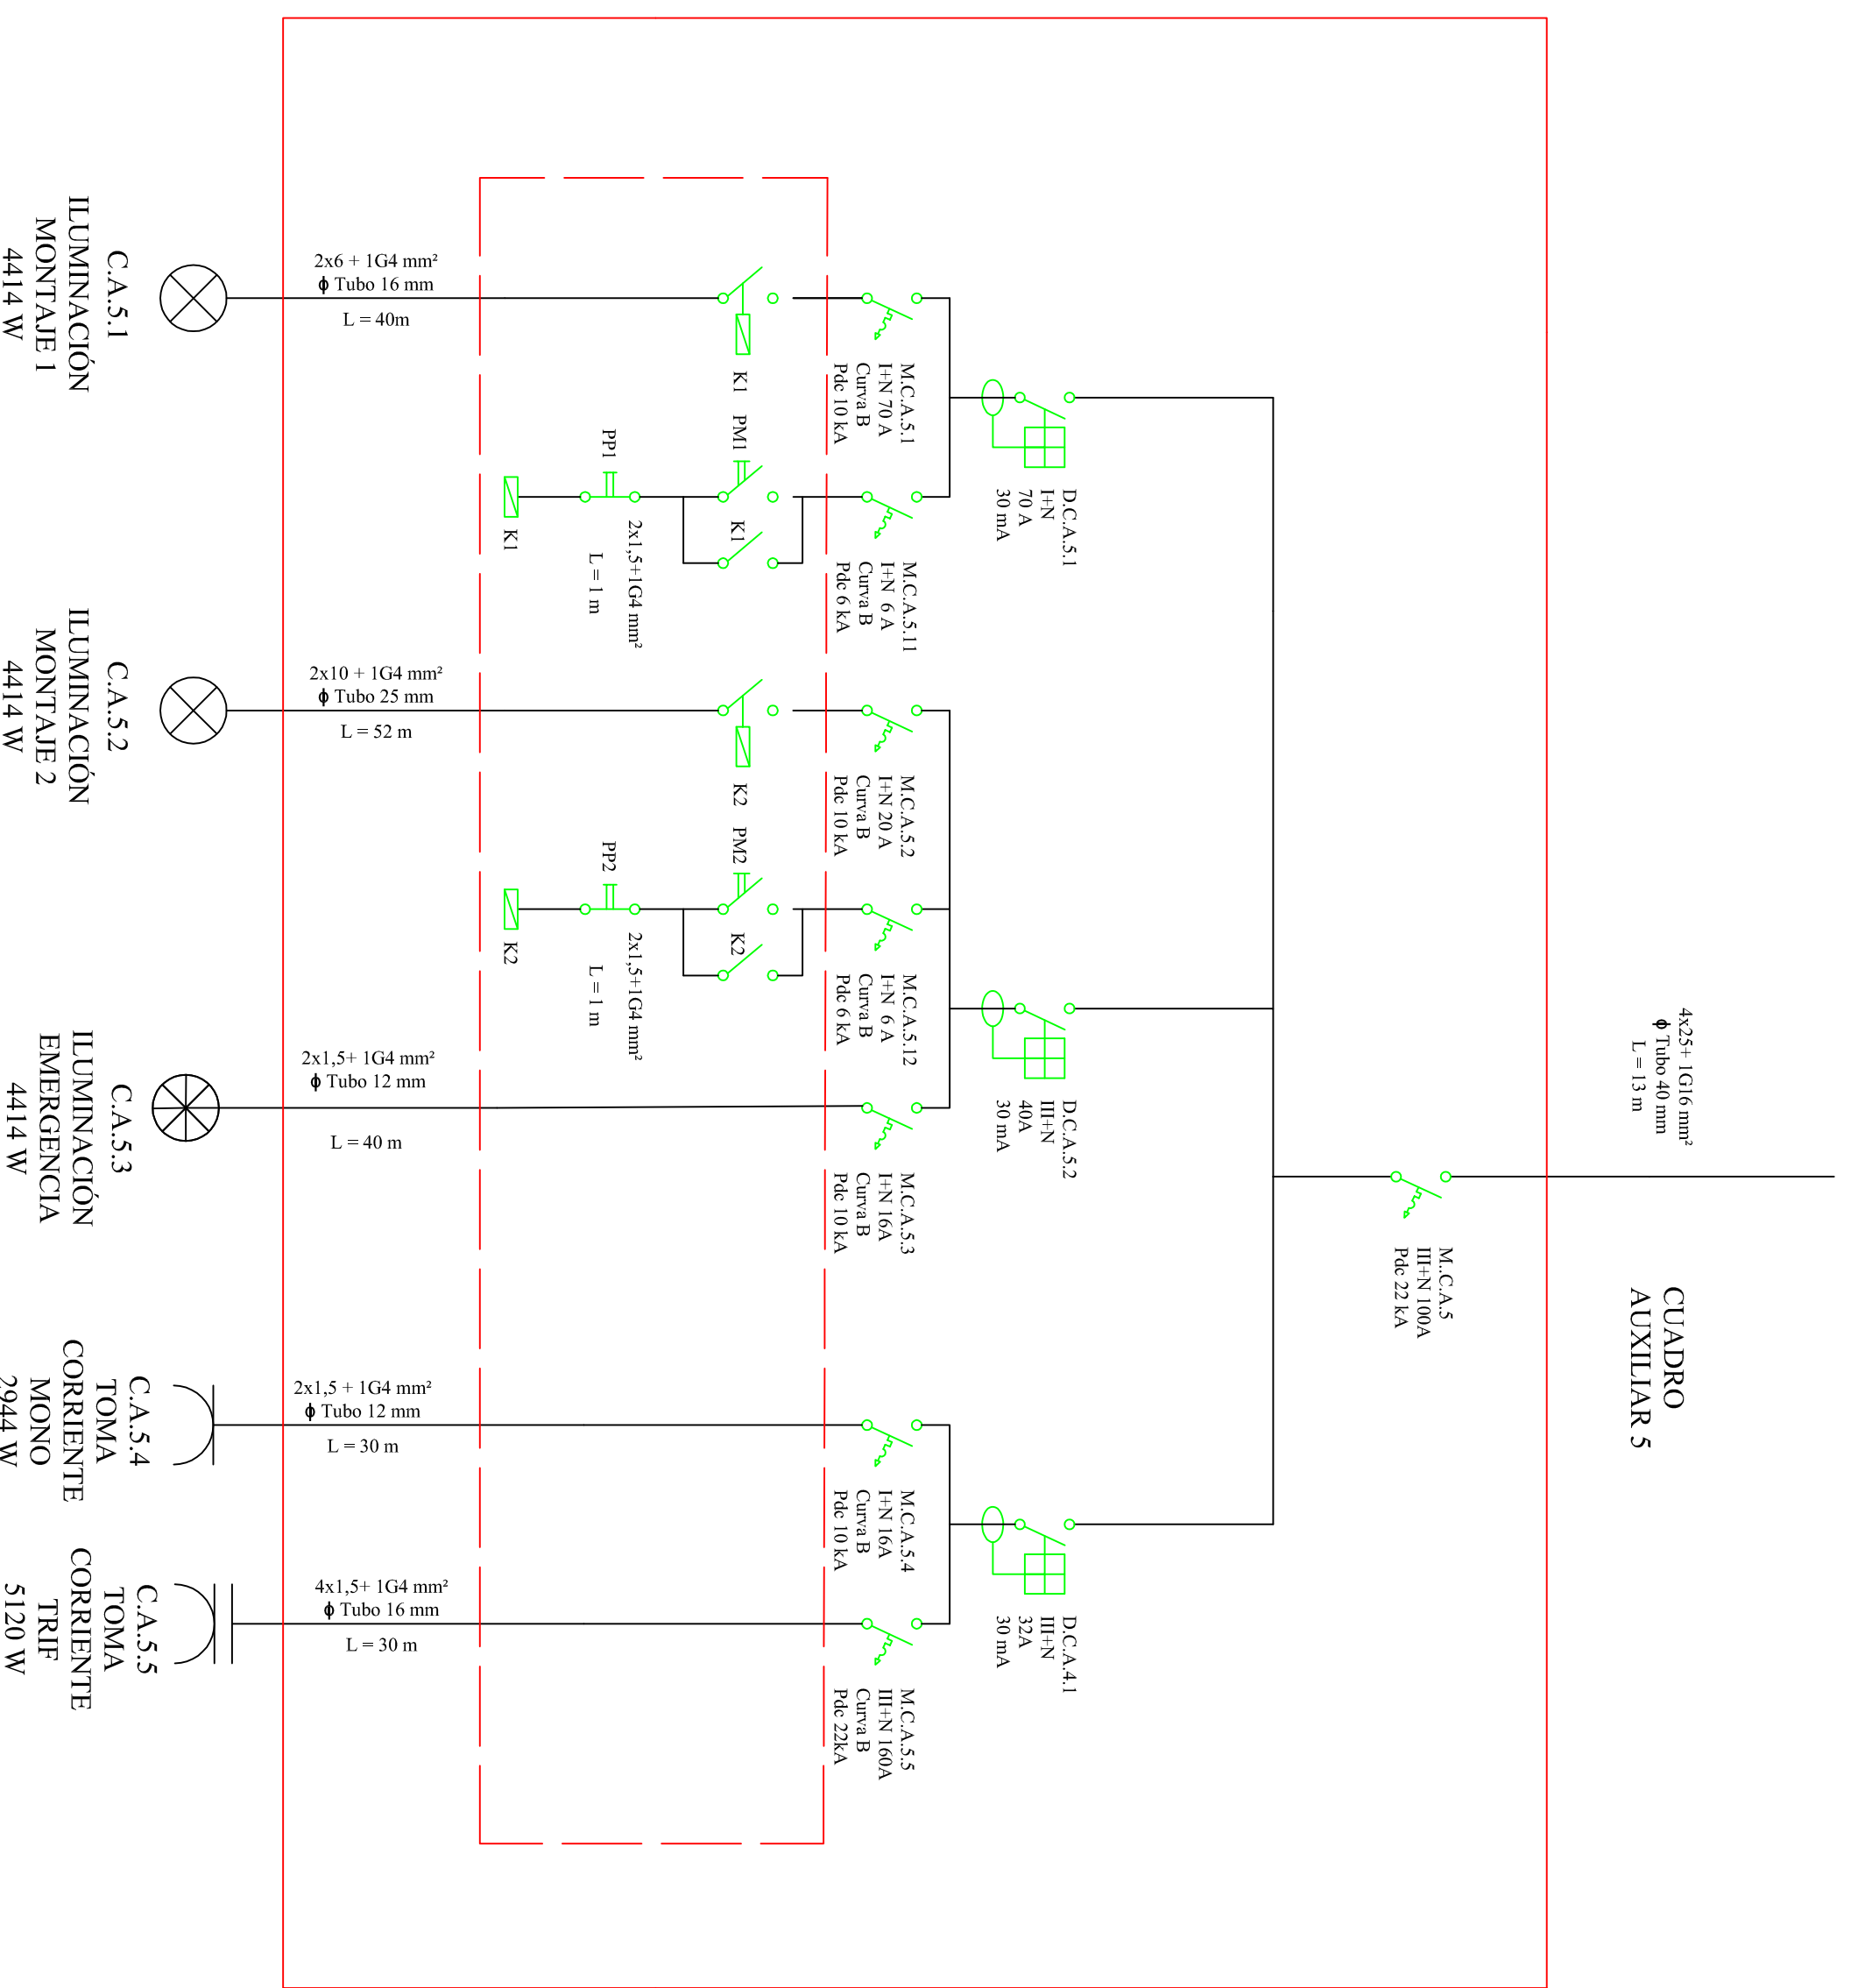 CUADRO
AUXILIAR 5
4x25+ 1G16 mm²
ϕ Tubo 40 mm
L = 13 m
M..C.A.5
III+N 100A
Pdc 22 kA
D.C.A.5.1
I+N
70 A
30 mA
D.C.A.5.2
III+N
40A
30 mA
D.C.A.4.1
III+N
32A
30 mA
M.C.A.5.1
I+N 70 A
Curva B
Pdc 10 kA
M.C.A.5.11
I+N 6 A
Curva B
Pdc 6 kA
M.C.A.5.2
I+N 20 A
Curva B
Pdc 10 kA
M.C.A.5.12
I+N 6 A
Curva B
Pdc 6 kA
M.C.A.5.3
I+N 16A
Curva B
Pdc 10 kA
M.C.A.5.4
I+N 16A
Curva B
Pdc 10 kA
M.C.A.5.5
III+N 160A
Curva B
Pdc 22kA
K1
PM1
K1
PP1
2x1,5+1G4 mm²
L = 1 m
K1
K2
PM2
K2
PP2
2x1,5+1G4 mm²
L = 1 m
K2
2x6 + 1G4 mm²
ϕ Tubo 16 mm
L = 40m
2x10 + 1G4 mm²
ϕ Tubo 25 mm
L = 52 m
2x1,5+ 1G4 mm²
ϕ Tubo 12 mm
L = 40 m
2x1,5 + 1G4 mm²
ϕ Tubo 12 mm
L = 30 m
4x1,5+ 1G4 mm²
ϕ Tubo 16 mm
L = 30 m
C.A.5.1
ILUMINACIÓN
MONTAJE 1
4414 W
C.A.5.2
ILUMINACIÓN
MONTAJE 2
4414 W
C.A.5.3
ILUMINACIÓN
EMERGENCIA
4414 W
C.A.5.4
TOMA
CORRIENTE
MONO
2944 W
C.A.5.5
TOMA
CORRIENTE
TRIF
5120 W